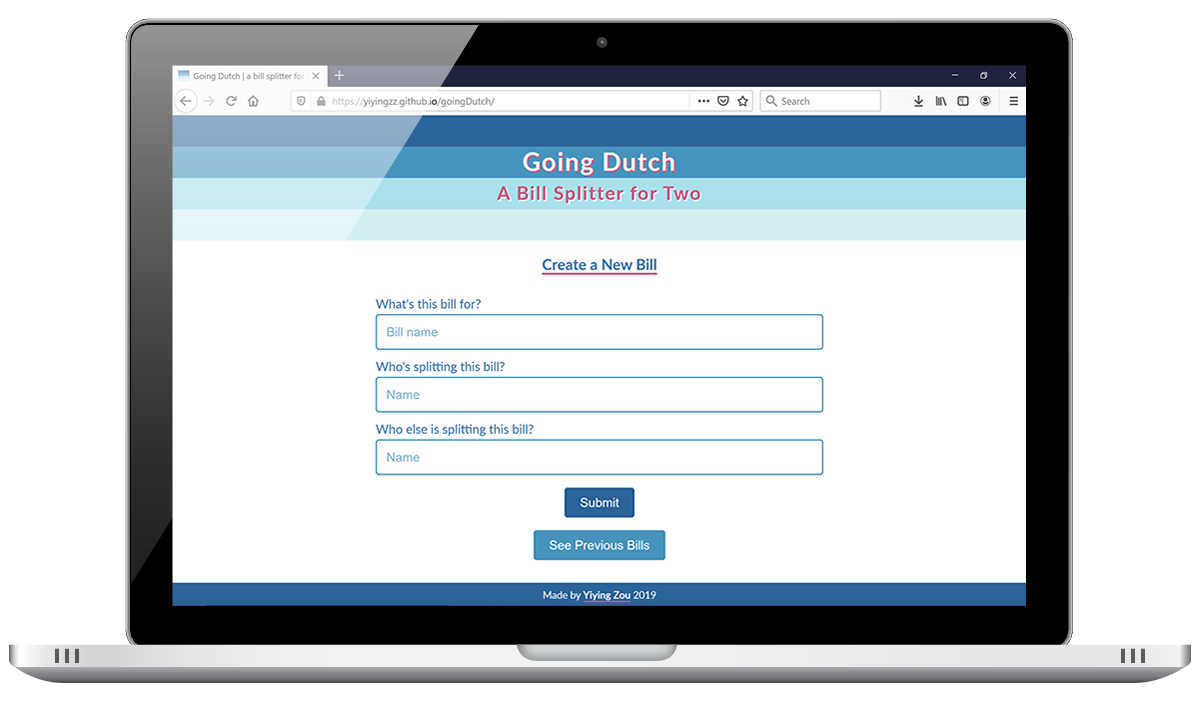 Going Dutch | a bill splitter for
https://yiyingzz.github.io/goingDutch/
Search
Going Dutch
A Bill Splitter for Two
Create a New Bill
What's this bill for?
Bill name
Who's splitting this bill?
Name
Who else is splitting this bill?
Name
Submit
See Previous Bills
Made by Yiying Zou 2019